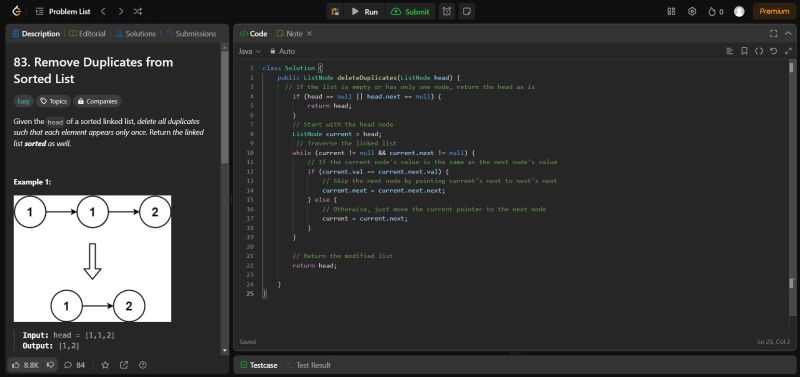 Problem List
Run
Submit
0
Premium
Description
Editorial
Solutions
Submissions
83. Remove Duplicates from
Sorted List
Easy
Topics
Companies
Given the head of a sorted linked list, delete all duplicates
such that each element appears only once. Return the linked
list sorted as well.
Example 1:
1
1
2
1
2
Input: head = [1,1,2]
Output: [1,2]
8.8K
84
</> Code
Note
Java
Auto
1 class Solution {
2 public ListNode deleteDuplicates(ListNode head) {
3 // If the list is empty or has only one node, return the head as is
4 if (head == null || head.next == null) {
5 return head;
6 }
7 // Start with the head node
8 ListNode current = head;
9 // Traverse the linked list
10 while (current != null && current.next != null) {
11 // If the current node's value is the same as the next node's value
12 if (current.val == current.next.val) {
13 // Skip the next node by pointing current's next to next's next
14 current.next = current.next.next;
15 } else {
16 // Otherwise, just move the current pointer to the next node
17 current = current.next;
18 }
19 }
20
21 // Return the modified list
22 return head;
23
24 }
25 }
Saved
Ln 25, Col 2
Testcase
Test Result